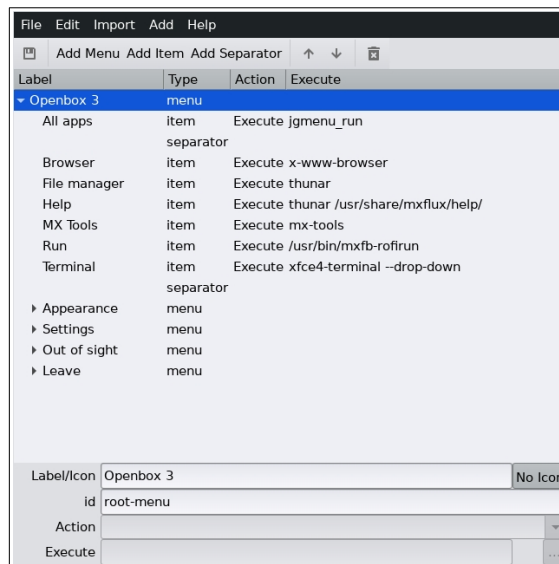 File Edit Import Add Help
Add Menu Add Item Add Separator
Label Type Action Execute
Openbox 3 menu
All apps item Execute jgmenu_run
separator
Browser item Execute x-www-browser
File manager item Execute thunar
Help item Execute thunar /usr/share/mxflux/help/
MX Tools item Execute mx-tools
Run item Execute /usr/bin/mxfb-rofirun
Terminal item Execute xfce4-terminal --drop-down
separator
Appearance menu
Settings menu
Out of sight menu
Leave menu
Label/Icon Openbox 3 No Icon
id root-menu
Action
Execute ...